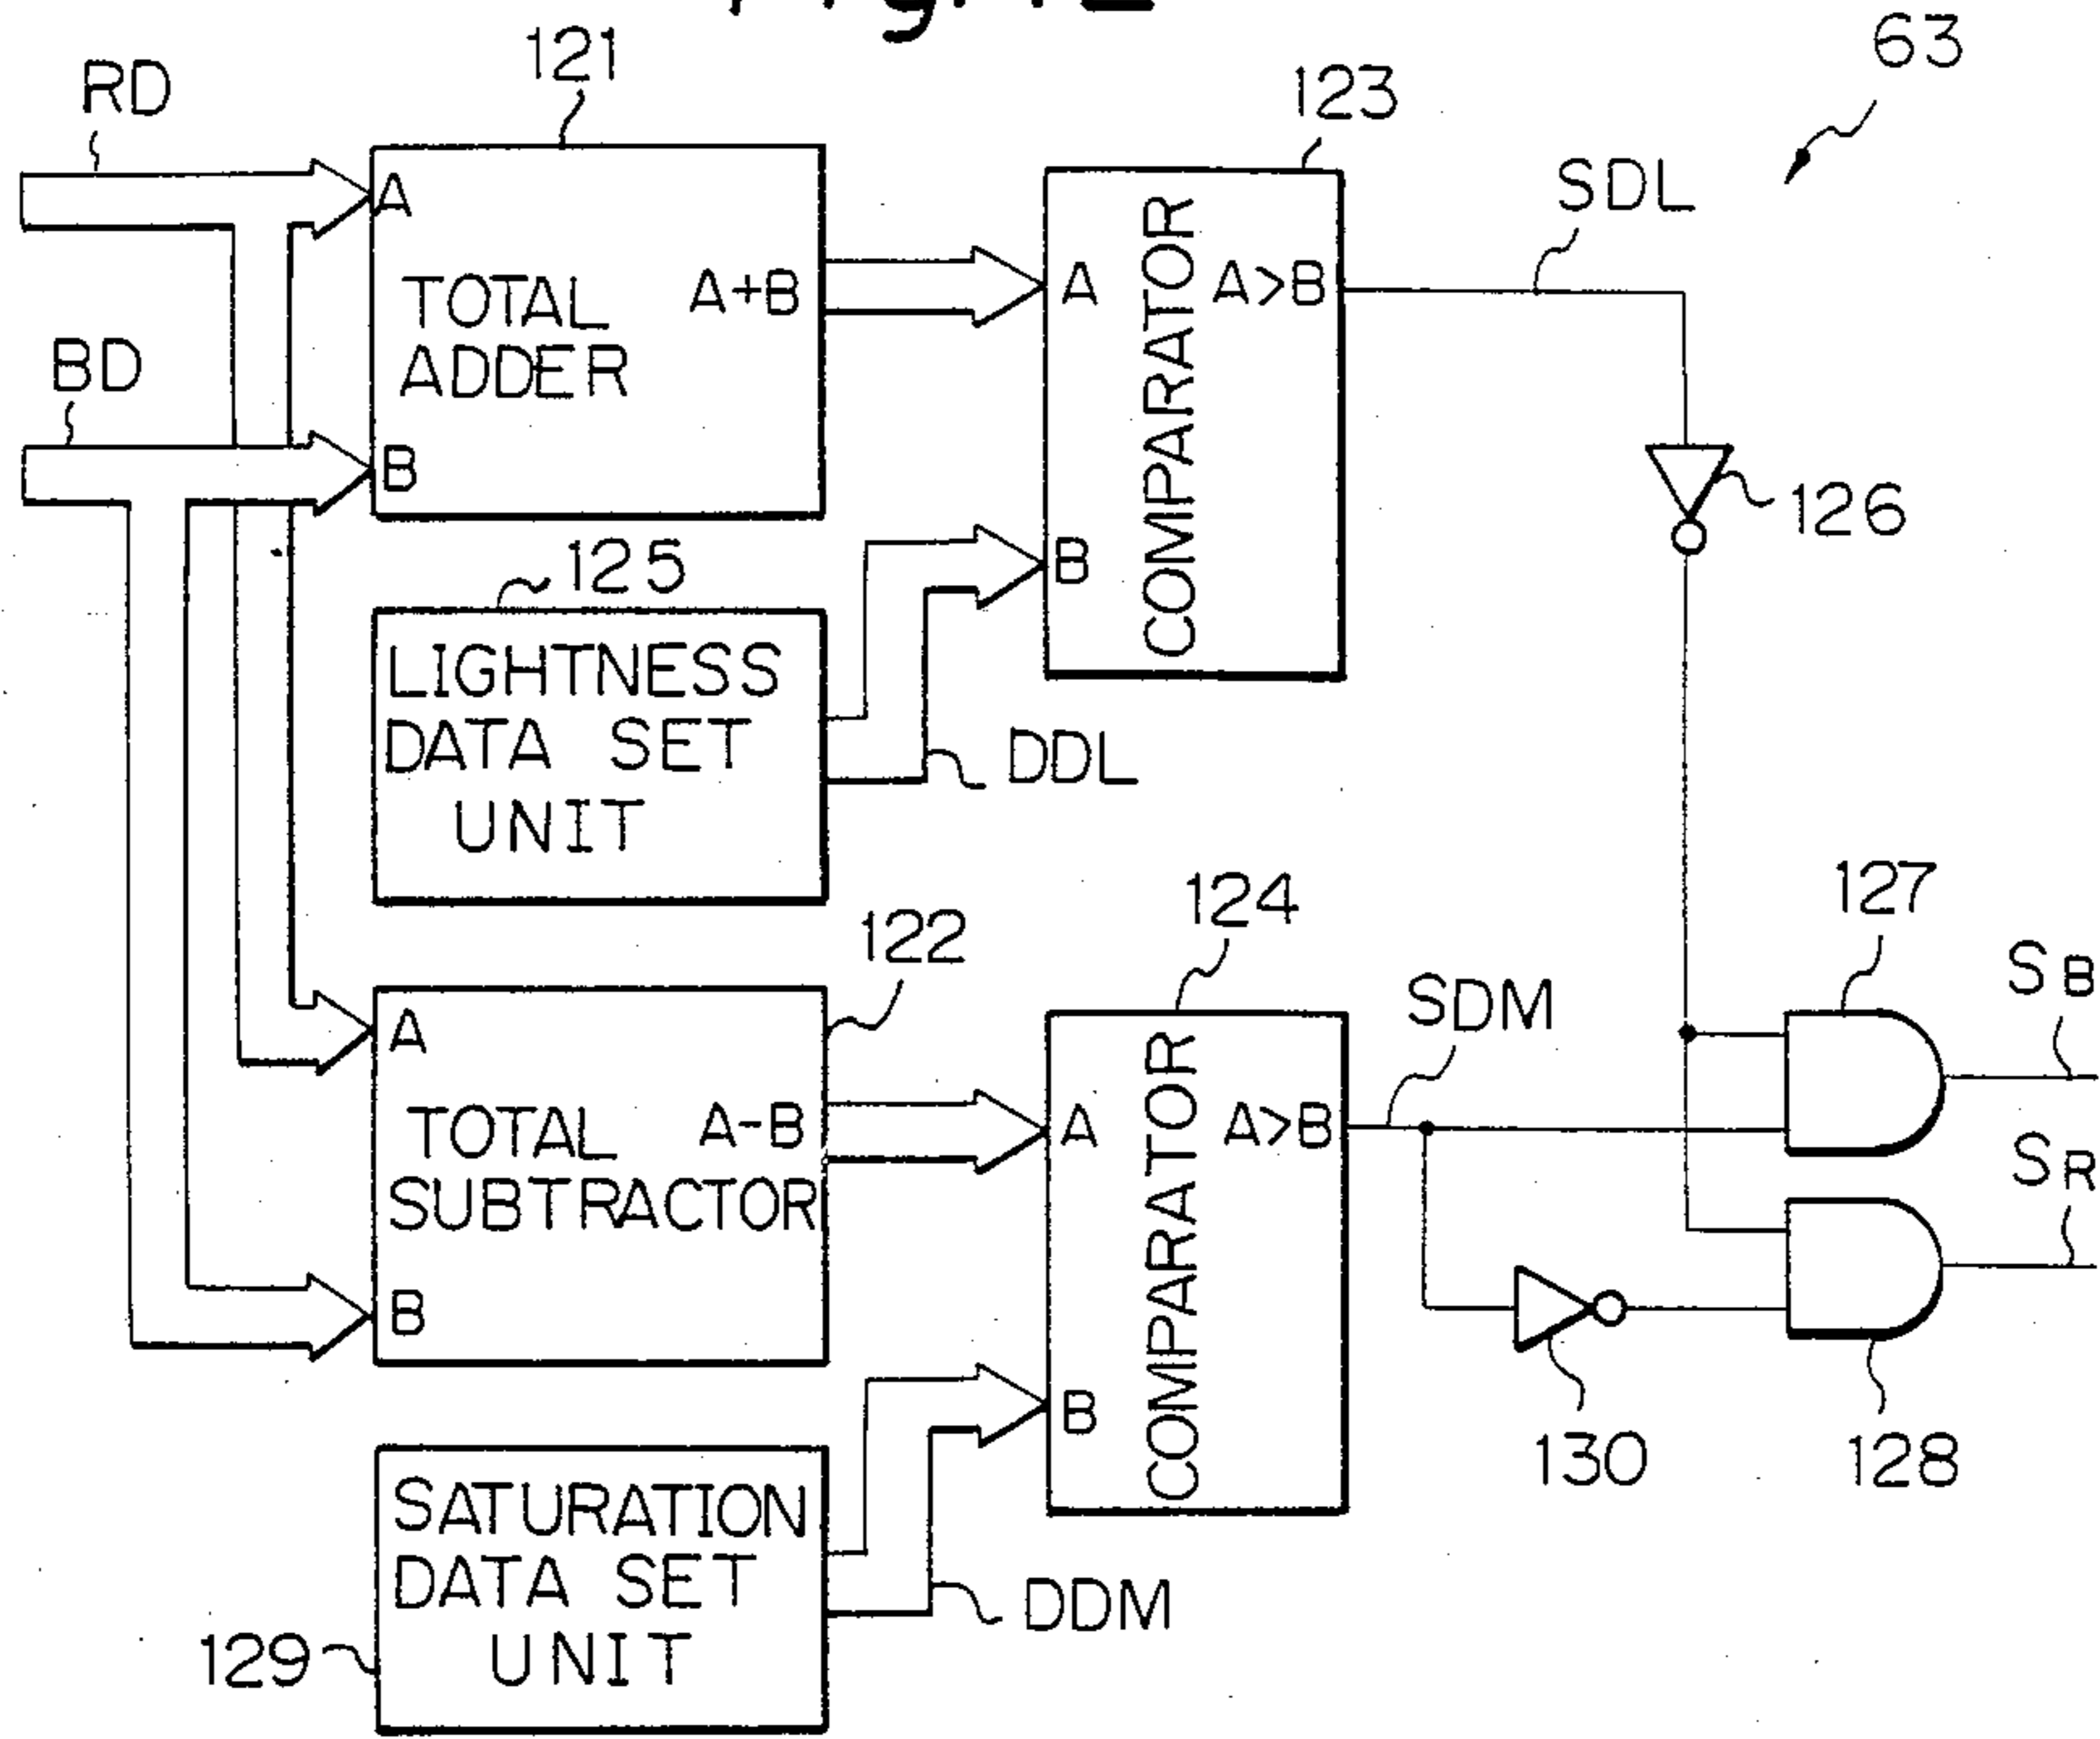 63
RD
121
123
SDL
A
TOTAL
ADDER
A+B
A
A>B
COMPARATOR
BD
B
B
126
125
LIGHTNESS
DATA SET
UNIT
DDL
122
124
127
SB
SDM
A
TOTAL
SUBTRACTOR
A-B
A
A>B
COMPARATOR
SR
B
B
130
128
SATURATION
DATA SET
UNIT
DDM
129